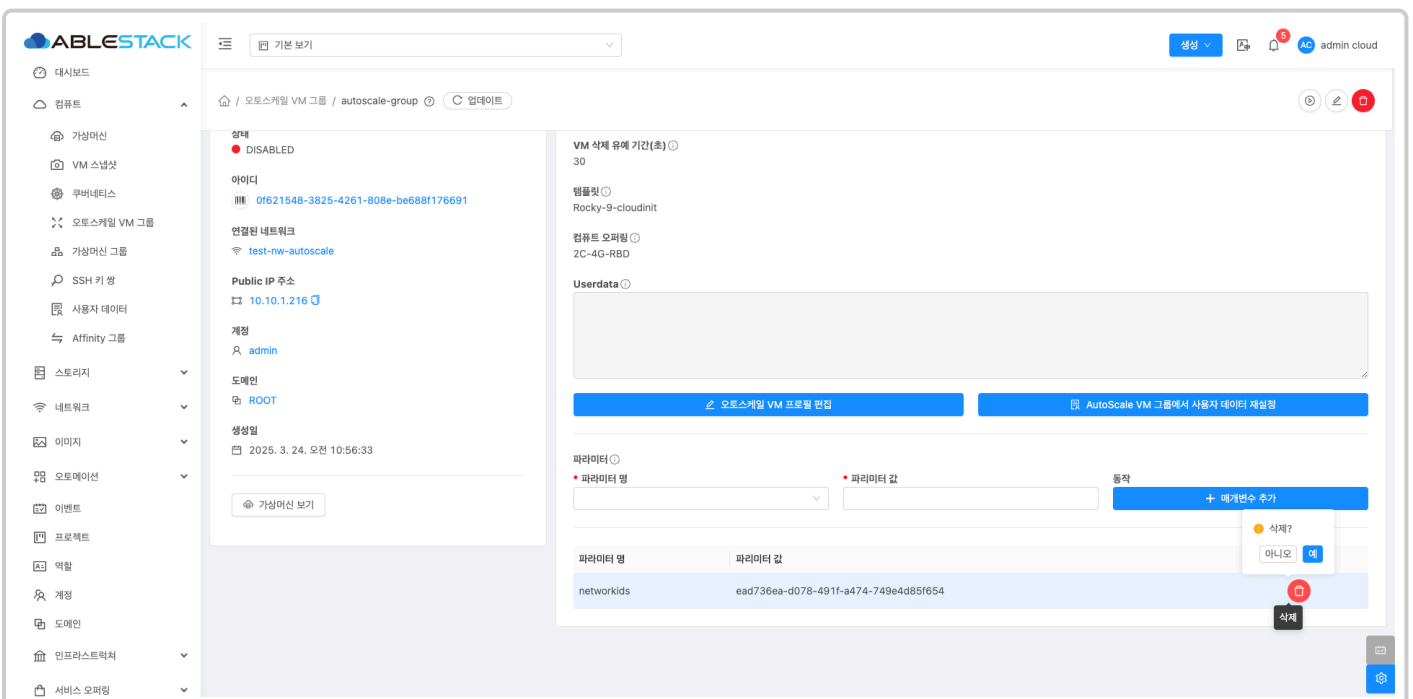 ABLESTACK
기본 보기
생성
5
AC
admin cloud
대시보드
컴퓨트
가상머신
VM 스냅샷
쿠버네티스
오토스케일 VM 그룹
가상머신 그룹
SSH 키 쌍
사용자 데이터
Affinity 그룹
스토리지
네트워크
이미지
오토메이션
이벤트
프로젝트
역할
계정
도메인
인프라스트럭쳐
서비스 오퍼링
/ 오토스케일 VM 그룹 / autoscale-group
업데이트
상태
DISABLED
아이디
0f621548-3825-4261-808e-be688f176691
연결된 네트워크
test-nw-autoscale
Public IP 주소
10.10.1.216
계정
admin
도메인
ROOT
생성일
2025. 3. 24. 오전 10:56:33
가상머신 보기
VM 삭제 유예 기간(초)
30
템플릿
Rocky-9-cloudinit
컴퓨트 오퍼링
2C-4G-RBD
Userdata
오토스케일 VM 프로필 편집
AutoScale VM 그룹에서 사용자 데이터 재설정
파라미터
* 파라미터 명
* 파리미터 값
동작
+ 매개변수 추가
삭제?
아니오
예
파라미터 명
파리미터 값
networkids
ead736ea-d078-491f-a474-749e4d85f654
삭제